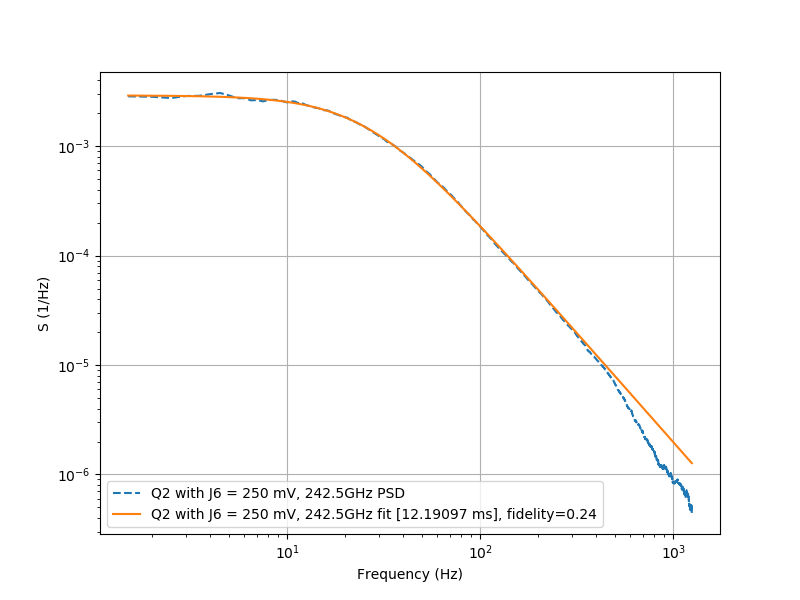 S (1/Hz)
10⁻³
10⁻⁴
10⁻⁵
10⁻⁶
Q2 with J6 = 250 mV, 242.5GHz PSD
Q2 with J6 = 250 mV, 242.5GHz fit [12.19097 ms], fidelity=0.24
10¹
10²
10³
Frequency (Hz)